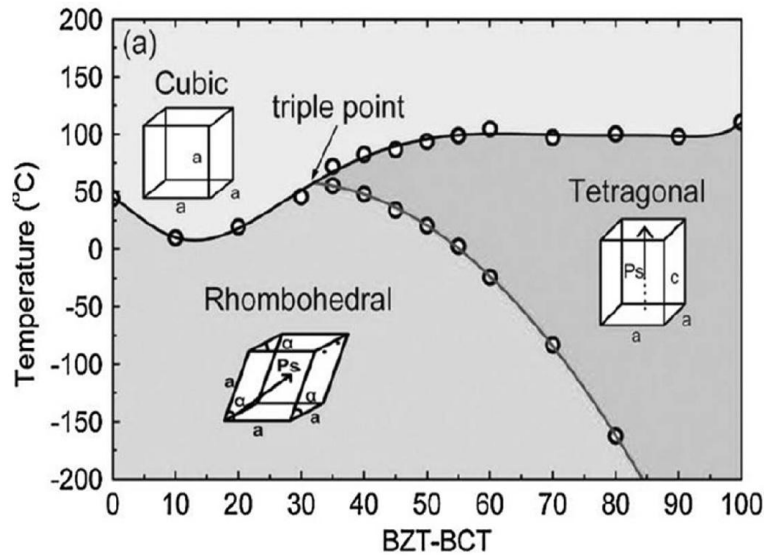 (a)
Cubic
a
a
a
triple point
Tetragonal
Ps
c
a
a
Rhombohedral
α
Ps
a
α
α
a
a
Temperature (°C)
200
150
100
50
0
-50
-100
-150
-200
0 10 20 30 40 50 60 70 80 90 100
BZT-BCT